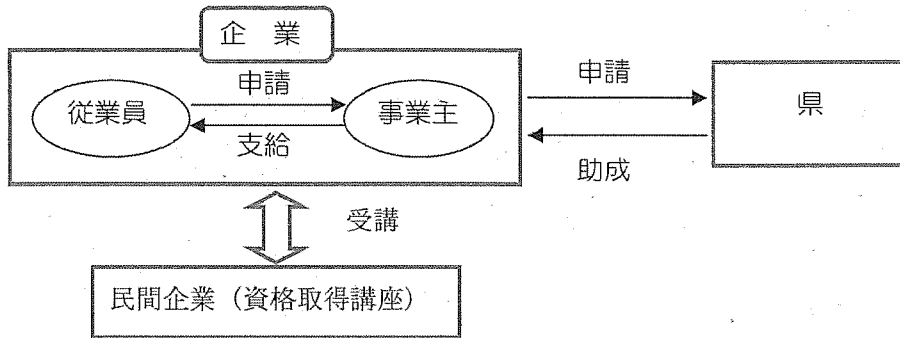 企 業
申請
従業員
事業主
支給
申請
県
助成
受講
民間企業（資格取得講座）